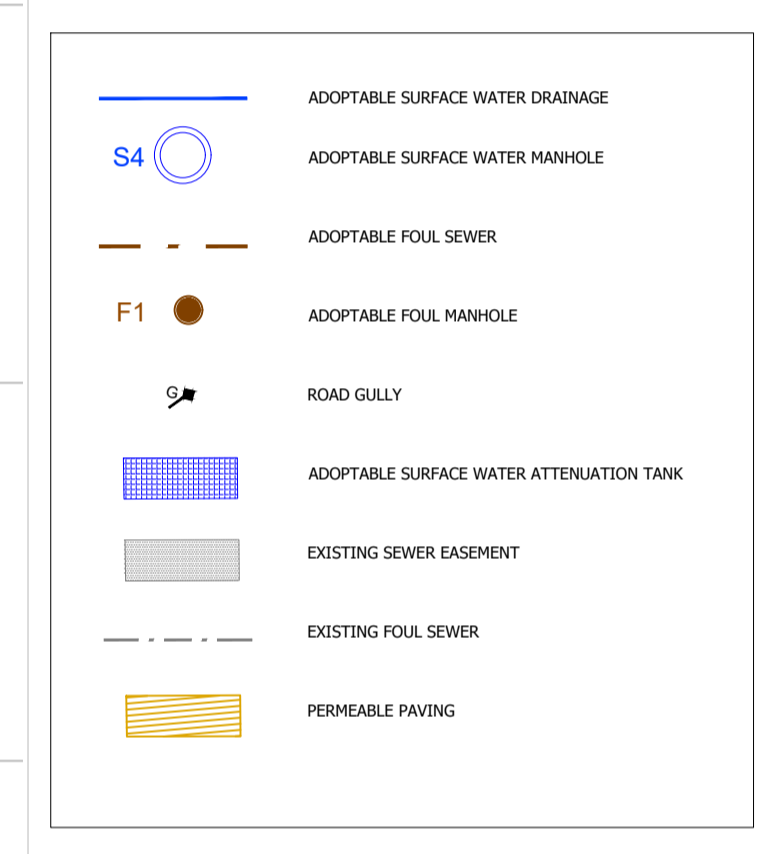 ADOPTABLE SURFACE WATER DRAINAGE
S4 ADOPTABLE SURFACE WATER MANHOLE
ADOPTABLE FOUL SEWER
F1 ADOPTABLE FOUL MANHOLE
G ROAD GULLY
ADOPTABLE SURFACE WATER ATTENUATION TANK
EXISTING SEWER EASEMENT
EXISTING FOUL SEWER
PERMEABLE PAVING